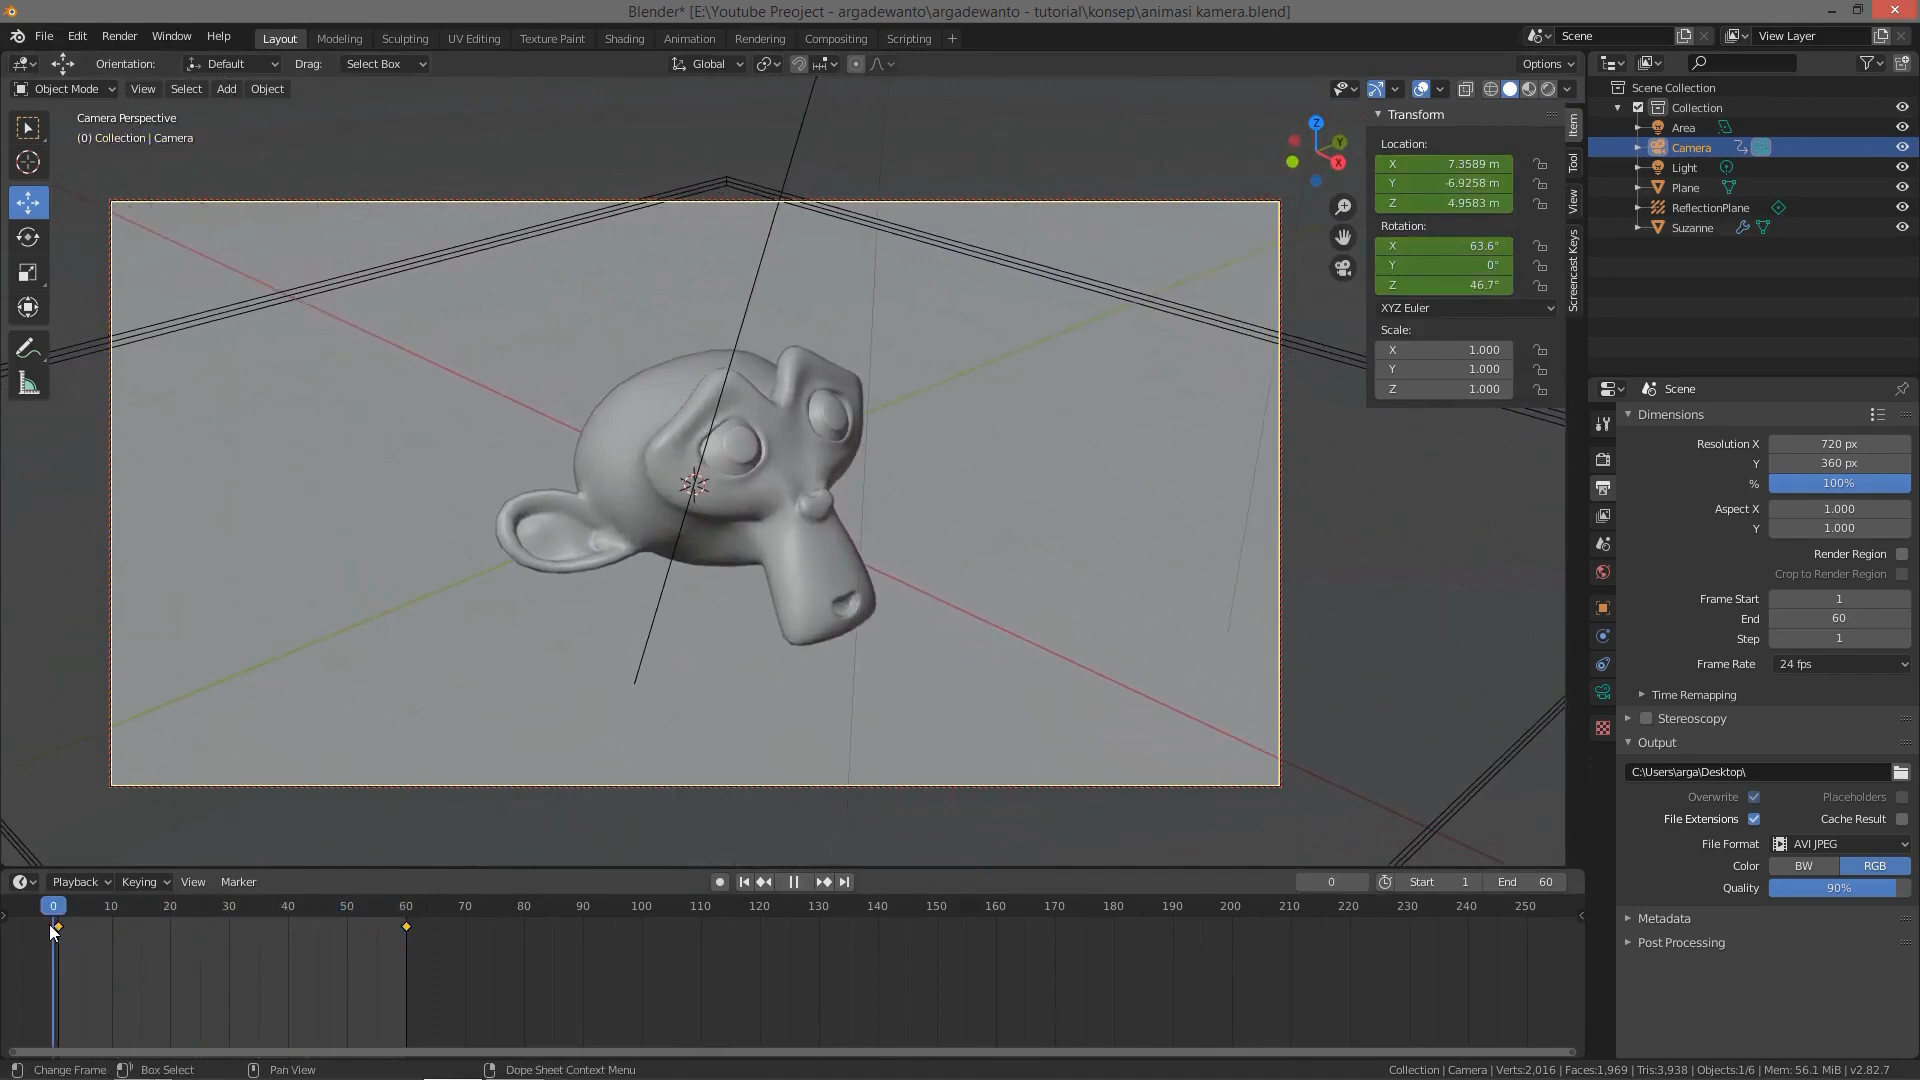 Blender* [E:\Youtube Preoject - argadewanto\argadewanto - tutorial\konsep\animasi kamera.blend]
File Edit Render Window Help Layout Modeling Sculpting UV Editing Texture Paint Shading Animation Rendering Compositing Scripting + Scene View Layer
Orientation: Default Drag: Select Box Global Options
Object Mode View Select Add Object
Camera Perspective
(0) Collection | Camera
Z
Y
X
Transform
Location:
X 7.3589 m
Y -6.9258 m
Z 4.9583 m
Rotation:
X 63.6°
Y 0°
Z 46.7°
XYZ Euler
Scale:
X 1.000
Y 1.000
Z 1.000
Item
Tool
View
Screencast Keys
Scene Collection
Collection
Area
Camera
Light
Plane
ReflectionPlane
Suzanne
Scene
Dimensions
Resolution X 720 px
Y 360 px
% 100%
Aspect X 1.000
Y 1.000
Render Region
Crop to Render Region
Frame Start 1
End 60
Step 1
Frame Rate 24 fps
Time Remapping
Stereoscopy
Output
C:\Users\arga\Desktop\
Overwrite Placeholders
File Extensions Cache Result
File Format AVI JPEG
Color BW RGB
Quality 90%
Metadata
Post Processing
Playback Keying View Marker 0 Start 1 End 60
0 10 20 30 40 50 60 70 80 90 100 110 120 130 140 150 160 170 180 190 200 210 220 230 240 250
Change Frame Box Select Pan View Dope Sheet Context Menu Collection | Camera | Verts:2,016 | Faces:1,969 | Tris:3,938 | Objects:1/6 | Mem: 56.1 MiB | v2.82.7